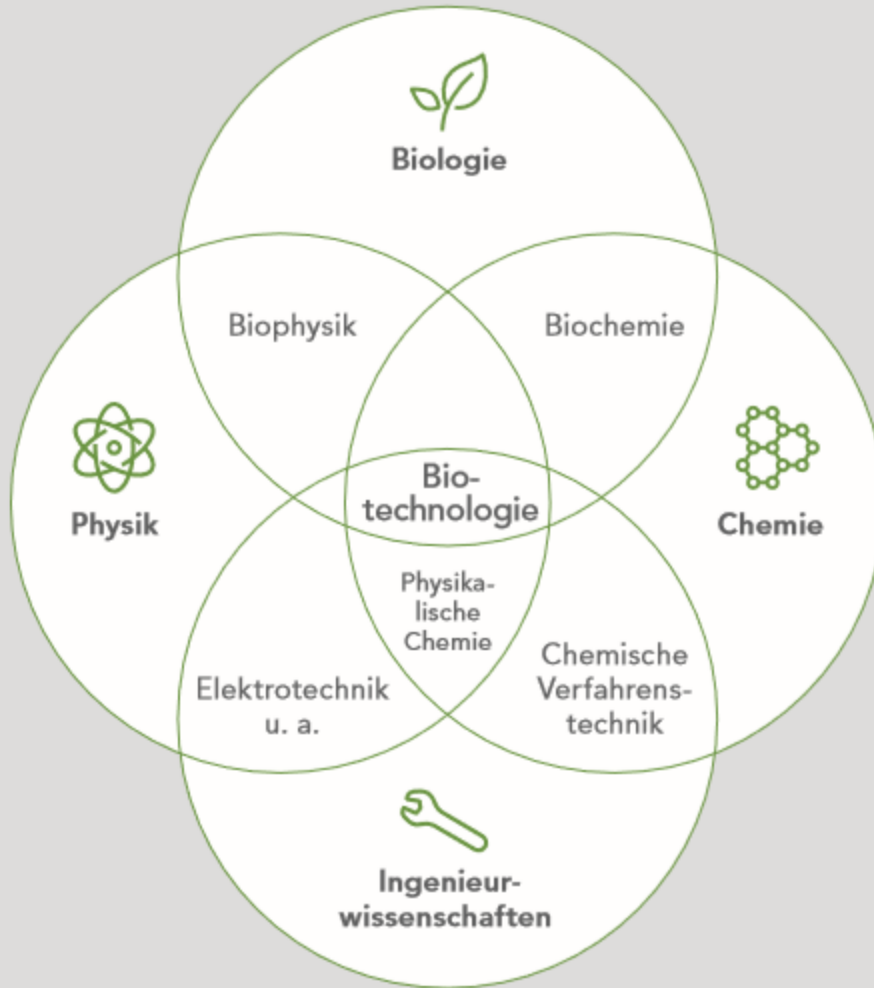 Biologie
Biophysik
Biochemie
Physik
Bio-
technologie
Chemie
Physika-
lische
Chemie
Elektrotechnik
u. a.
Chemische
Verfahrens-
technik
Ingenieur-
wissenschaften